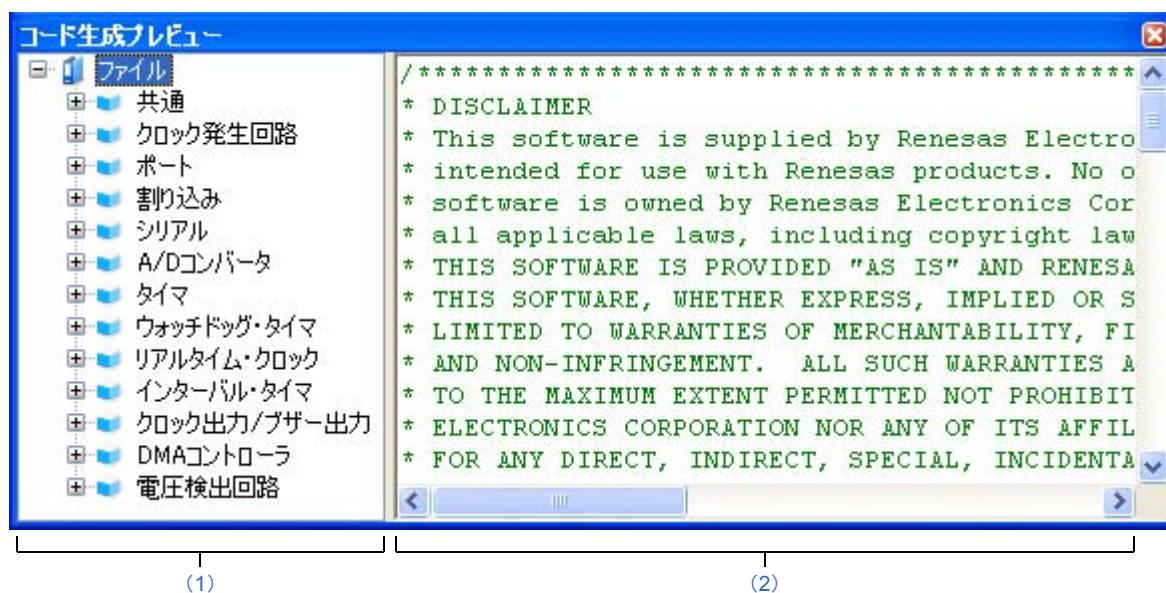 コード生成プレビュー
ファイル
共通
クロック発生回路
ポート
割り込み
シリアル
A/Dコンバータ
タイマ
ウォッチドッグ・タイマ
リアルタイム・クロック
インターバル・タイマ
クロック出力/ブザー出力
DMAコントローラ
電圧検出回路
/*********************************************
* DISCLAIMER
* This software is supplied by Renesas Electro
* intended for use with Renesas products. No o
* software is owned by Renesas Electronics Cor
* all applicable laws, including copyright law
* THIS SOFTWARE IS PROVIDED "AS IS" AND RENESA
* THIS SOFTWARE, WHETHER EXPRESS, IMPLIED OR S
* LIMITED TO WARRANTIES OF MERCHANTABILITY, FI
* AND NON-INFRINGEMENT.  ALL SUCH WARRANTIES A
* TO THE MAXIMUM EXTENT PERMITTED NOT PROHIBIT
* ELECTRONICS CORPORATION NOR ANY OF ITS AFFIL
* FOR ANY DIRECT, INDIRECT, SPECIAL, INCIDENTA
(1)
(2)